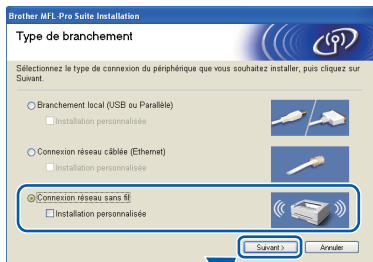 Brother MFL-Pro Suite Installation
Type de branchement
Sélectionnez le type de connexion du périphérique que vous souhaitez installer, puis cliquez sur
Suivant.
Branchement local (USB ou Parallèle)
Installation personnalisée
Connexion réseau câblée (Ethernet)
Installation personnalisée
Connexion réseau sans fil
Installation personnalisée
Suivant >
Annuler